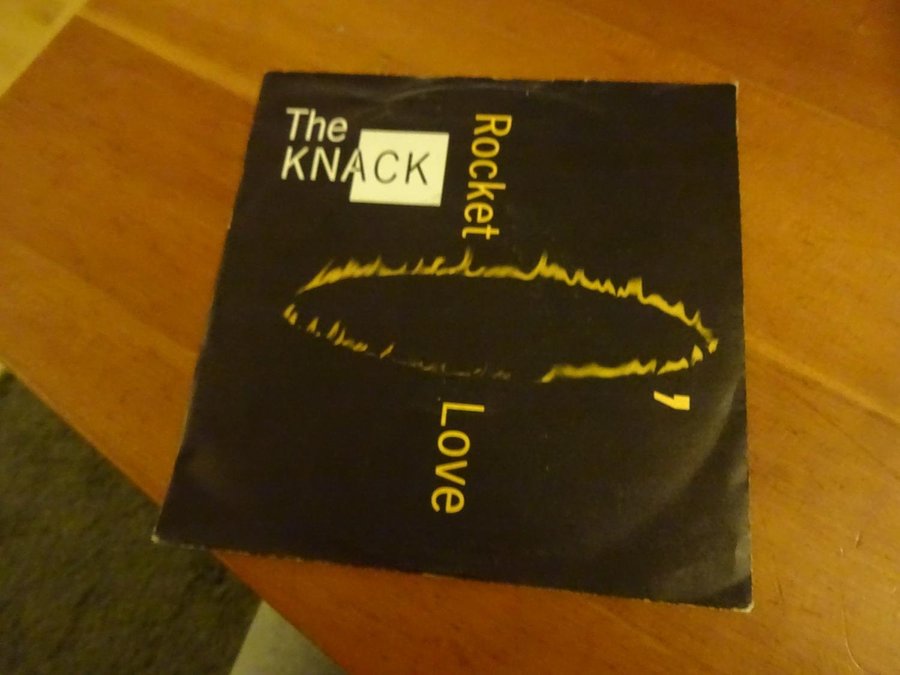 The
KNACK
Rocket
O'
Love